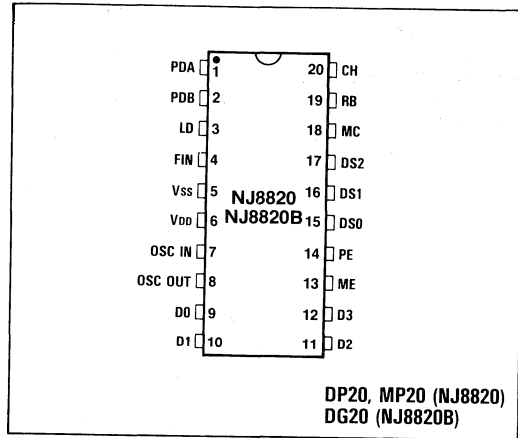 PDA 1 20 CH
PDB 2 19 RB
LD 3 18 MC
FIN 4 17 DS2
VSS 5 16 DS1
NJ8820
NJ8820B
VDD 6 15 DS0
OSC IN 7 14 PE
OSC OUT 8 13 ME
D0 9 12 D3
D1 10 11 D2
DP20, MP20 (NJ8820)
DG20 (NJ8820B)